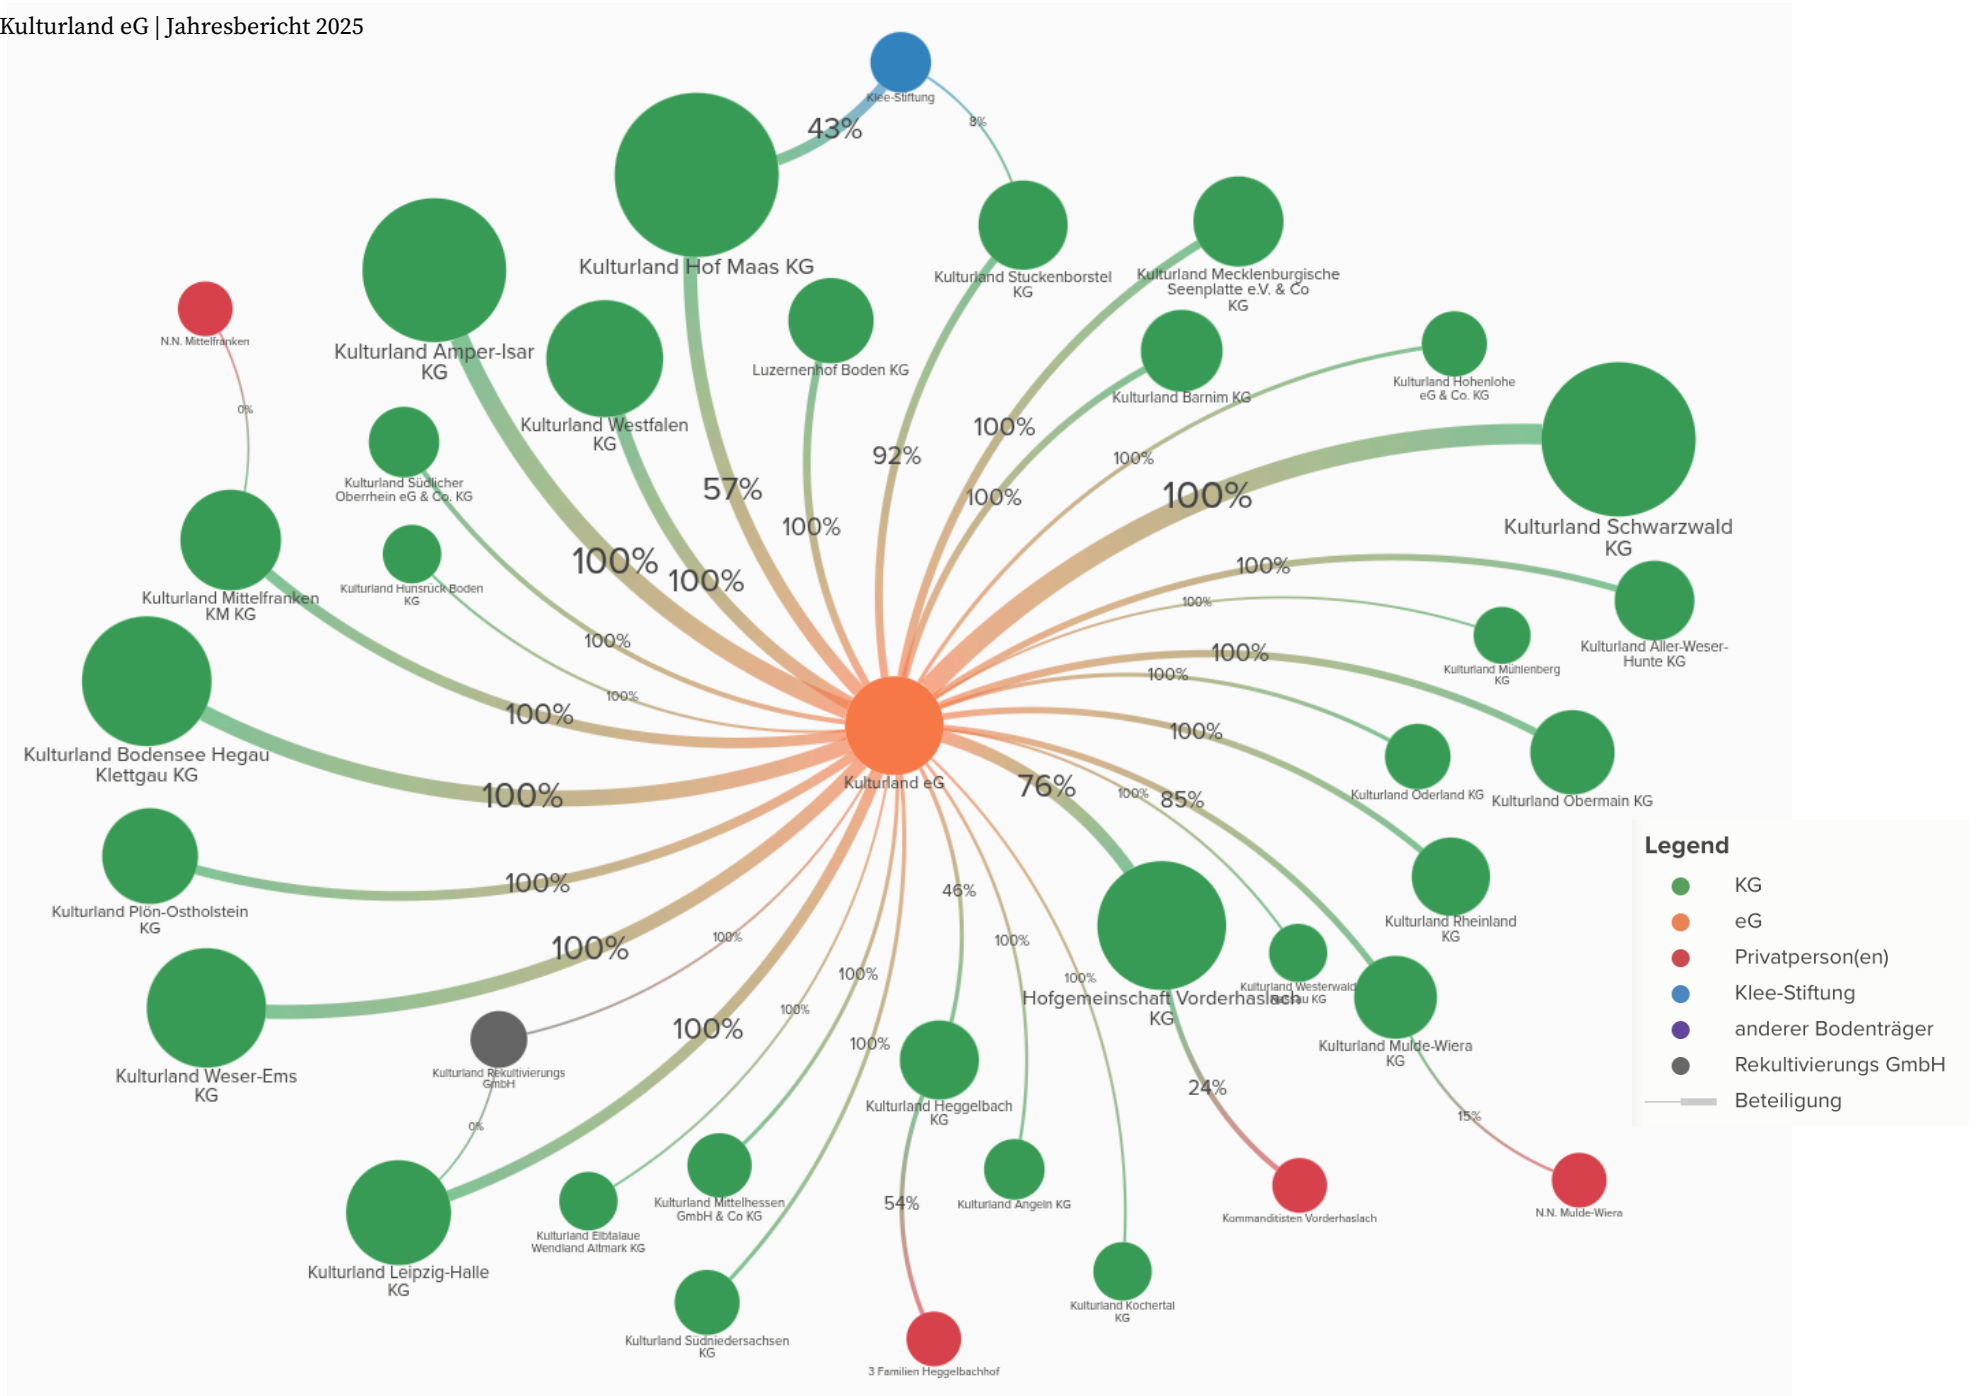 Kulturland eG | Jahresbericht 2025
Klee-Stiftung
43%
8%
Kulturland Hof Maas KG
Kulturland Stuckenborstel
KG
Kulturland Mecklenburgische
Seenplatte e.V. & Co
KG
N.N. Mittelfranken
Kulturland Amper-Isar
KG
Luzernenhof Boden KG
Kulturland Barnim KG
Kulturland Hohenlohe
eG & Co. KG
0%
Kulturland Westfalen
KG
100%
92%
100%
Kulturland Südlicher
Oberrhein eG & Co. KG
57%
100%
100%
100%
Kulturland Schwarzwald
KG
100%
100%
100%
Kulturland Hunsrück Boden
KG
100%
Kulturland Mittelfranken
KM KG
100%
Kulturland Aller-Weser-
Hunte KG
100%
100%
Kulturland Mühlenberg
KG
100%
100%
100%
100%
Kulturland Bodensee Hegau
Klettgau KG
100%
Kulturland eG
76%
100%
85%
Kulturland Oderland KG
Kulturland Obermain KG
Legend
KG
eG
Privatperson(en)
Klee-Stiftung
anderer Bodenträger
Rekultivierungs GmbH
Beteiligung
100%
46%
Kulturland Plön-Ostholstein
KG
Kulturland Rheinland
KG
100%
100%
100%
100%
100%
100%
Hofgemeinschaft Vorderhaslach
KG
Kulturland Westerwald
Nassau KG
100%
100%
Kulturland Mulde-Wiera
KG
Kulturland Weser-Ems
KG
Kulturland Rekultivierungs
GmbH
Kulturland Heggelbach
KG
24%
15%
0%
54%
Kulturland Mittelhessen
GmbH & Co KG
Kulturland Angeln KG
Kommanditisten Vorderhaslach
N.N. Mulde-Wiera
Kulturland Elbtalaue
Wendland Altmark KG
Kulturland Leipzig-Halle
KG
Kulturland Kochertal
KG
Kulturland Südniedersachsen
KG
3 Familien Heggelbachhof